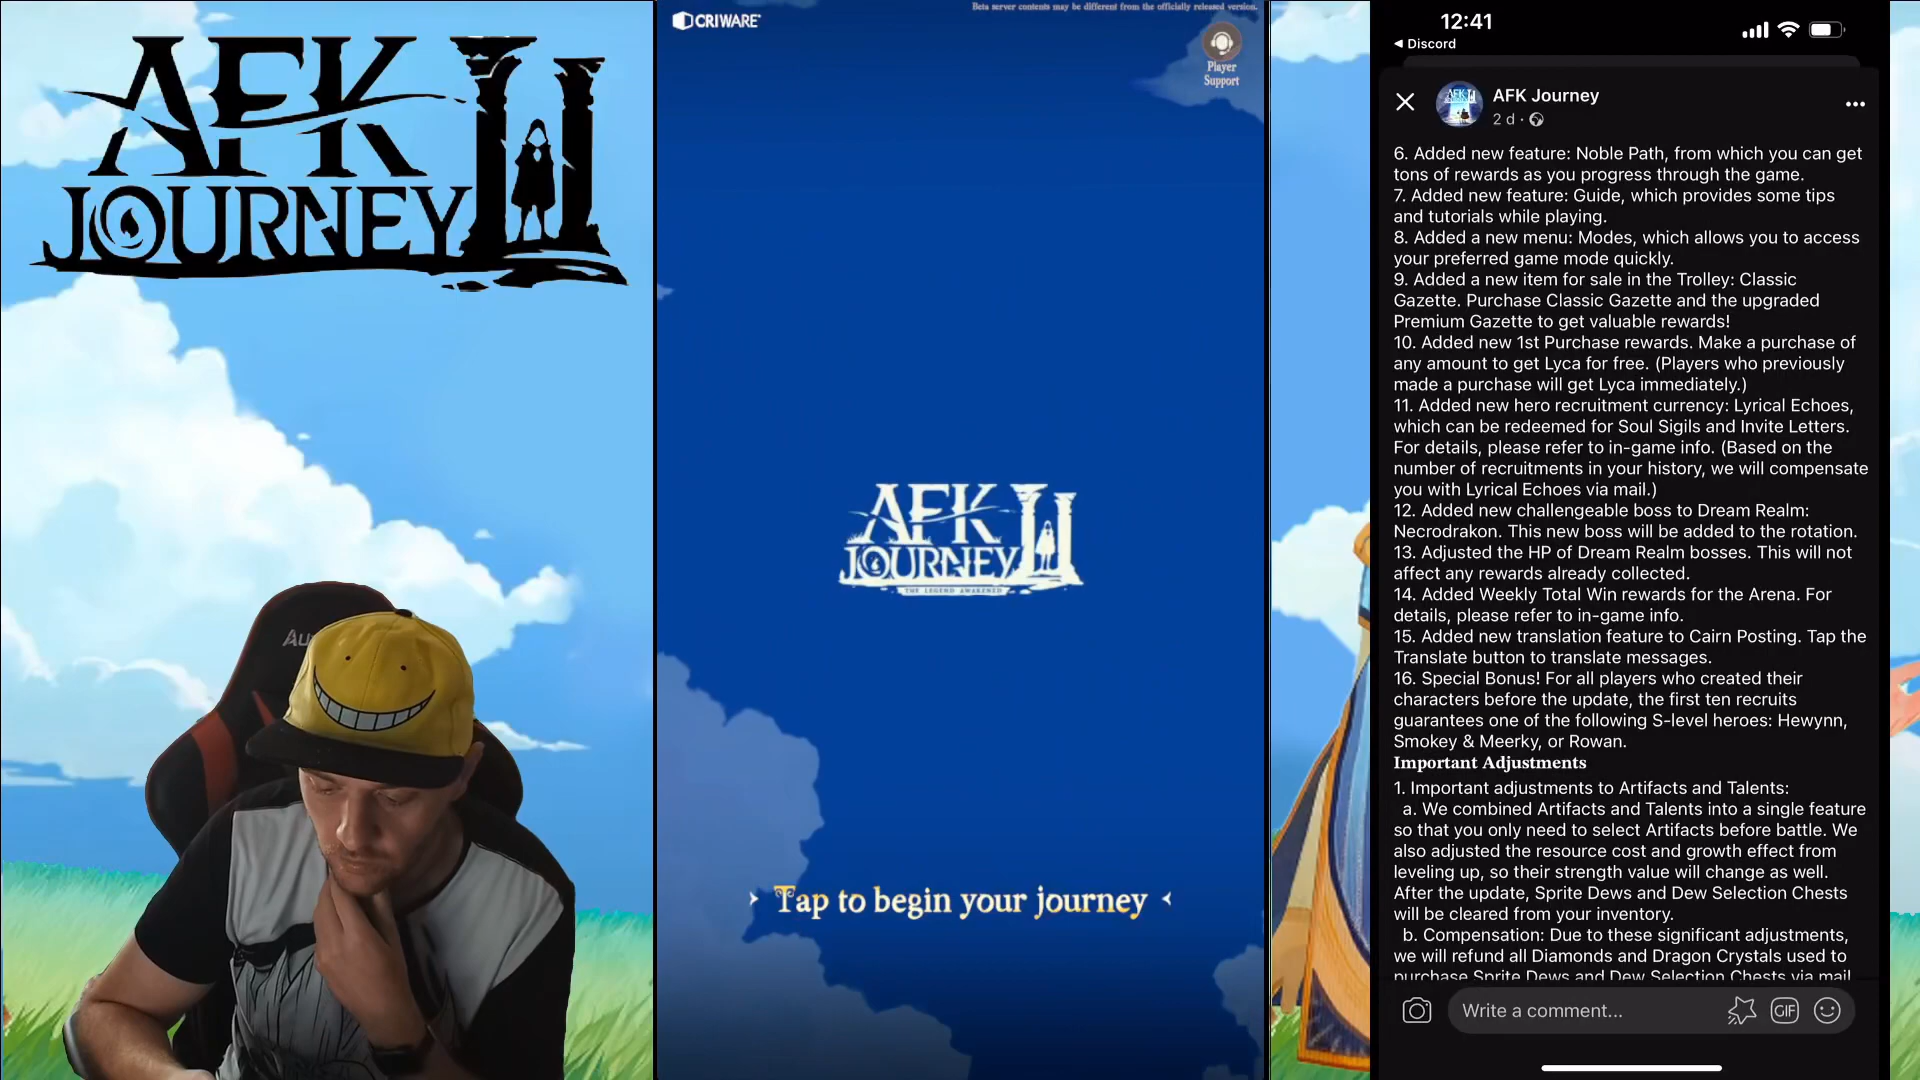 AFK
JOURNEY
Au
CRIWARE
Beta server contents may be different from the officially released version.
Player
Support
AFK
JOURNEY
THE LEGEND AWAKENED
Tap to begin your journey
12:41
Discord
AFK Journey
2 d ·
6. Added new feature: Noble Path, from which you can get
tons of rewards as you progress through the game.
7. Added new feature: Guide, which provides some tips
and tutorials while playing.
8. Added a new menu: Modes, which allows you to access
your preferred game mode quickly.
9. Added a new item for sale in the Trolley: Classic
Gazette. Purchase Classic Gazette and the upgraded
Premium Gazette to get valuable rewards!
10. Added new 1st Purchase rewards. Make a purchase of
any amount to get Lyca for free. (Players who previously
made a purchase will get Lyca immediately.)
11. Added new hero recruitment currency: Lyrical Echoes,
which can be redeemed for Soul Sigils and Invite Letters.
For details, please refer to in-game info. (Based on the
number of recruitments in your history, we will compensate
you with Lyrical Echoes via mail.)
12. Added new challengeable boss to Dream Realm:
Necrodrakon. This new boss will be added to the rotation.
13. Adjusted the HP of Dream Realm bosses. This will not
affect any rewards already collected.
14. Added Weekly Total Win rewards for the Arena. For
details, please refer to in-game info.
15. Added new translation feature to Cairn Posting. Tap the
Translate button to translate messages.
16. Special Bonus! For all players who created their
characters before the update, the first ten recruits
guarantees one of the following S-level heroes: Hewynn,
Smokey & Meerky, or Rowan.
Important Adjustments
1. Important adjustments to Artifacts and Talents:
a. We combined Artifacts and Talents into a single feature
so that you only need to select Artifacts before battle. We
also adjusted the resource cost and growth effect from
leveling up, so their strength value will change as well.
After the update, Sprite Dews and Dew Selection Chests
will be cleared from your inventory.
b. Compensation: Due to these significant adjustments,
we will refund all Diamonds and Dragon Crystals used to
purchase Sprite Dews and Dew Selection Chests via mail
Write a comment...
GIF